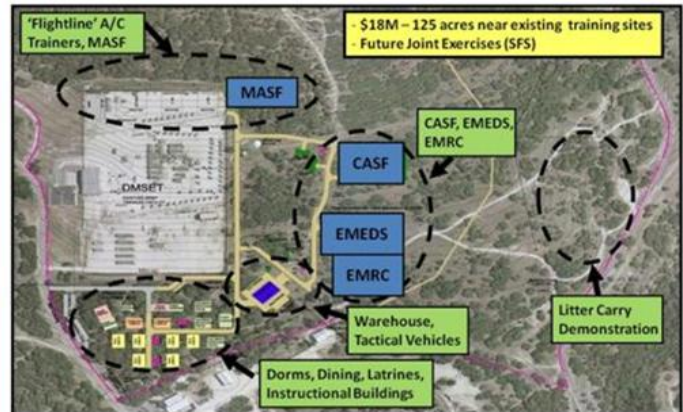 'Flightline' A/C
Trainers, MASF
- $18M – 125 acres near existing training sites
- Future Joint Exercises (SFS)
MASF
CASF, EMEDS,
EMRC
CASF
DMSET
EMEDS
EMRC
Warehouse,
Tactical Vehicles
Litter Carry
Demonstration
Dorms, Dining, Latrines,
Instructional Buildings